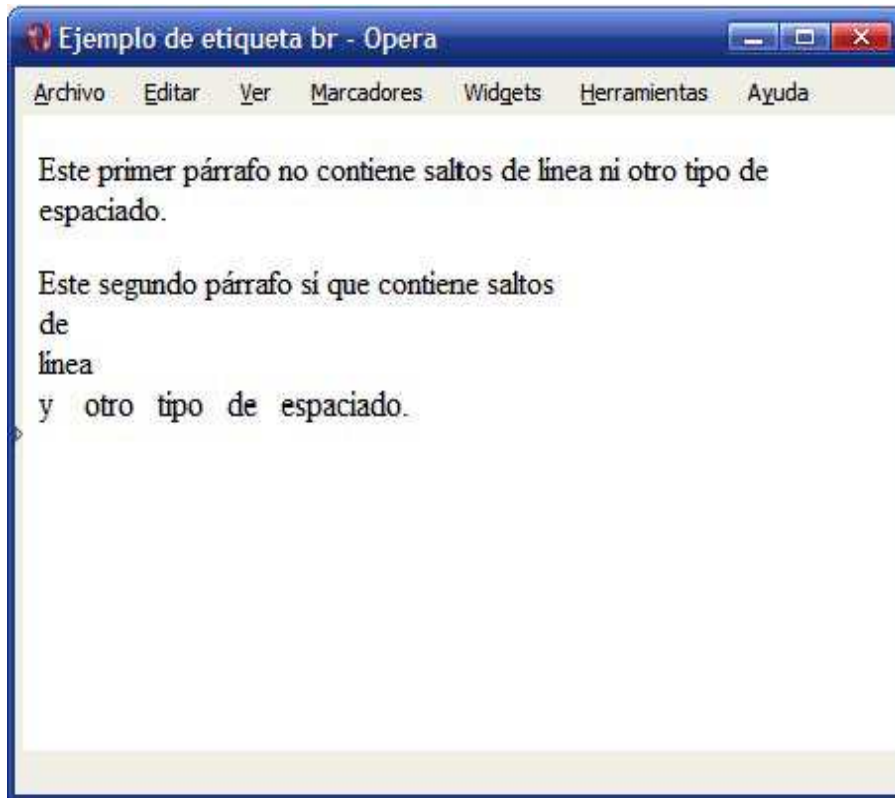 Ejemplo de etiqueta br - Opera
Archivo Editar Ver Marcadores Widgets Herramientas Ayuda
Este primer párrafo no contiene saltos de línea ni otro tipo de
espaciado.
Este segundo párrafo sí que contiene saltos
de
línea
y otro tipo de espaciado.